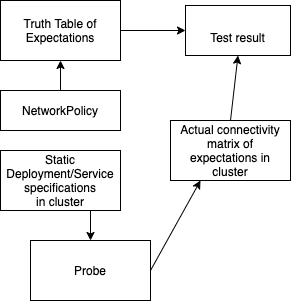 Truth Table of
Expectations
Test result
NetworkPolicy
Actual connectivity
matrix of
expectations in
cluster
Static
Deployment/Service
specifications
in cluster
Probe